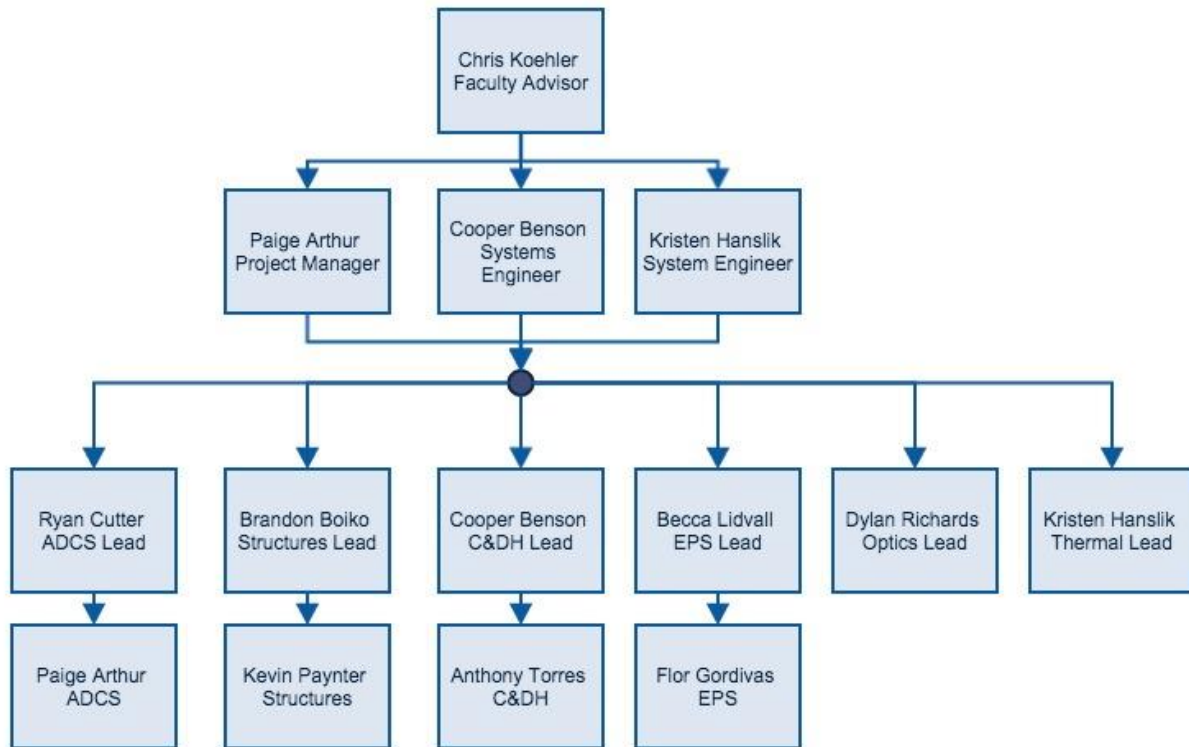 Chris Koehler
Faculty Advisor
Paige Arthur
Project Manager
Cooper Benson
Systems
Engineer
Kristen Hanslik
System Engineer
Ryan Cutter
ADCS Lead
Brandon Boiko
Structures Lead
Cooper Benson
C&DH Lead
Becca Lidvall
EPS Lead
Dylan Richards
Optics Lead
Kristen Hanslik
Thermal Lead
Paige Arthur
ADCS
Kevin Paynter
Structures
Anthony Torres
C&DH
Flor Gordivas
EPS